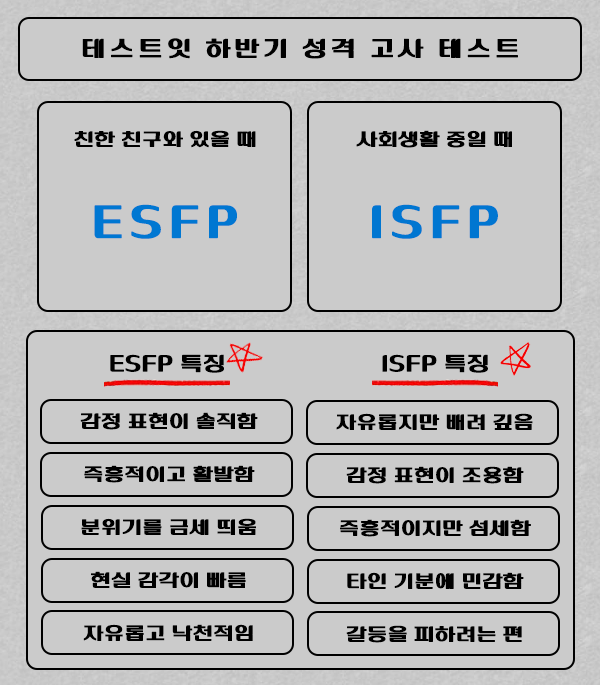 테스트잇 하반기 성격 고사 테스트
친한 친구와 있을 때
ESFP
사회생활 중일 때
ISFP
ESFP 특징
감정 표현이 솔직함
즉흥적이고 활발함
분위기를 금세 띄움
현실 감각이 빠름
자유롭고 낙천적임
ISFP 특징
자유롭지만 배려 깊음
감정 표현이 조용함
즉흥적이지만 섬세함
타인 기분에 민감함
갈등을 피하려는 편